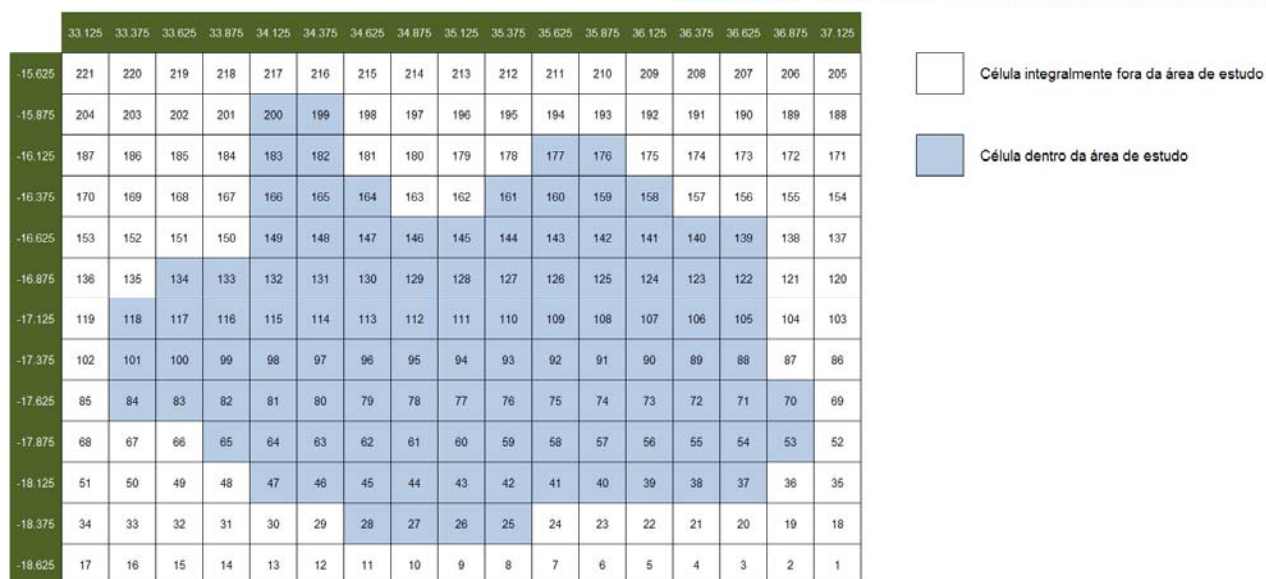 33.125 33.375 33.625 33.875 34.125 34.375 34.625 34.875 35.125 35.375 35.625 35.875 36.125 36.375 36.625 36.875 37.125
-15.625 221 220 219 218 217 216 215 214 213 212 211 210 209 208 207 206 205
Célula integralmente fora da área de estudo
-15.875 204 203 202 201 200 199 198 197 196 195 194 193 192 191 190 189 188
-16.125 187 186 185 184 183 182 181 180 179 178 177 176 175 174 173 172 171
Célula dentro da área de estudo
-16.375 170 169 168 167 166 165 164 163 162 161 160 159 158 157 156 155 154
-16.625 153 152 151 150 149 148 147 146 145 144 143 142 141 140 139 138 137
-16.875 136 135 134 133 132 131 130 129 128 127 126 125 124 123 122 121 120
-17.125 119 118 117 116 115 114 113 112 111 110 109 108 107 106 105 104 103
-17.375 102 101 100 99 98 97 96 95 94 93 92 91 90 89 88 87 86
-17.625 85 84 83 82 81 80 79 78 77 76 75 74 73 72 71 70 69
-17.875 68 67 66 65 64 63 62 61 60 59 58 57 56 55 54 53 52
-18.125 51 50 49 48 47 46 45 44 43 42 41 40 39 38 37 36 35
-18.375 34 33 32 31 30 29 28 27 26 25 24 23 22 21 20 19 18
-18.625 17 16 15 14 13 12 11 10 9 8 7 6 5 4 3 2 1